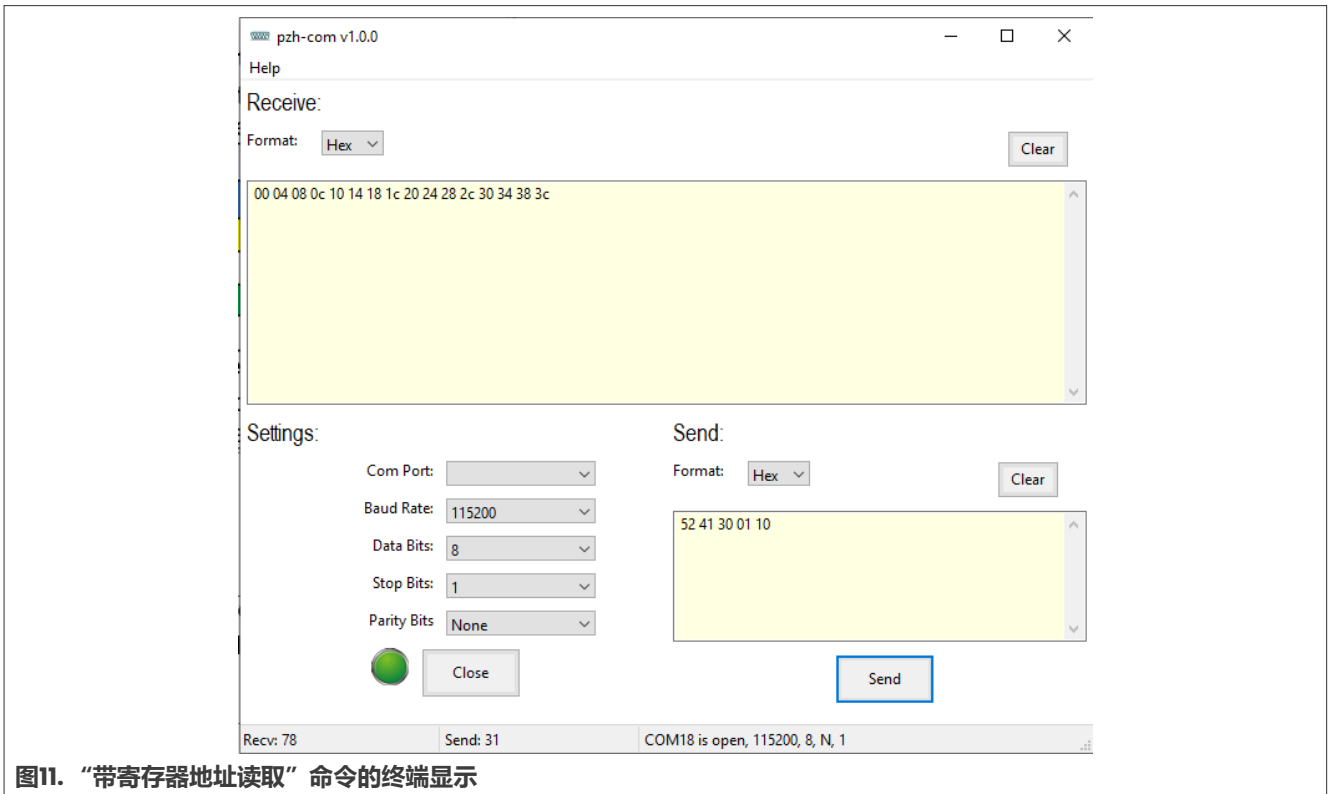 pzh-com v1.0.0
Help
Receive:
Format: Hex
Clear
00 04 08 0c 10 14 18 1c 20 24 28 2c 30 34 38 3c
Settings:
Com Port:
Baud Rate: 115200
Data Bits: 8
Stop Bits: 1
Parity Bits None
Close
Send:
Format: Hex
Clear
52 41 30 01 10
Send
Recv: 78 Send: 31 COM18 is open, 115200, 8, N, 1
图11. “带寄存器地址读取”命令的终端显示